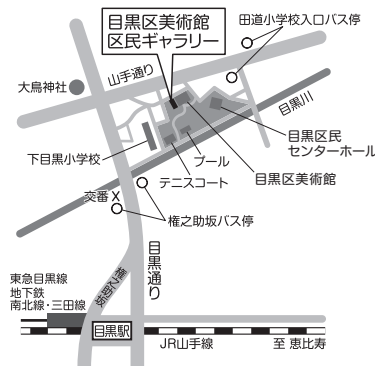 目黒区美術館
区民ギャラリー
田道小学校入口バス停
山手通り
大鳥神社
目黒川
目黒区民
センターホール
下目黒小学校
プール
目黒区美術館
テニスコート
交番
権之助坂バス停
目黒通り
権之助坂
東急目黒線
地下鉄
南北線・三田線
目黒駅
JR山手線
至 恵比寿